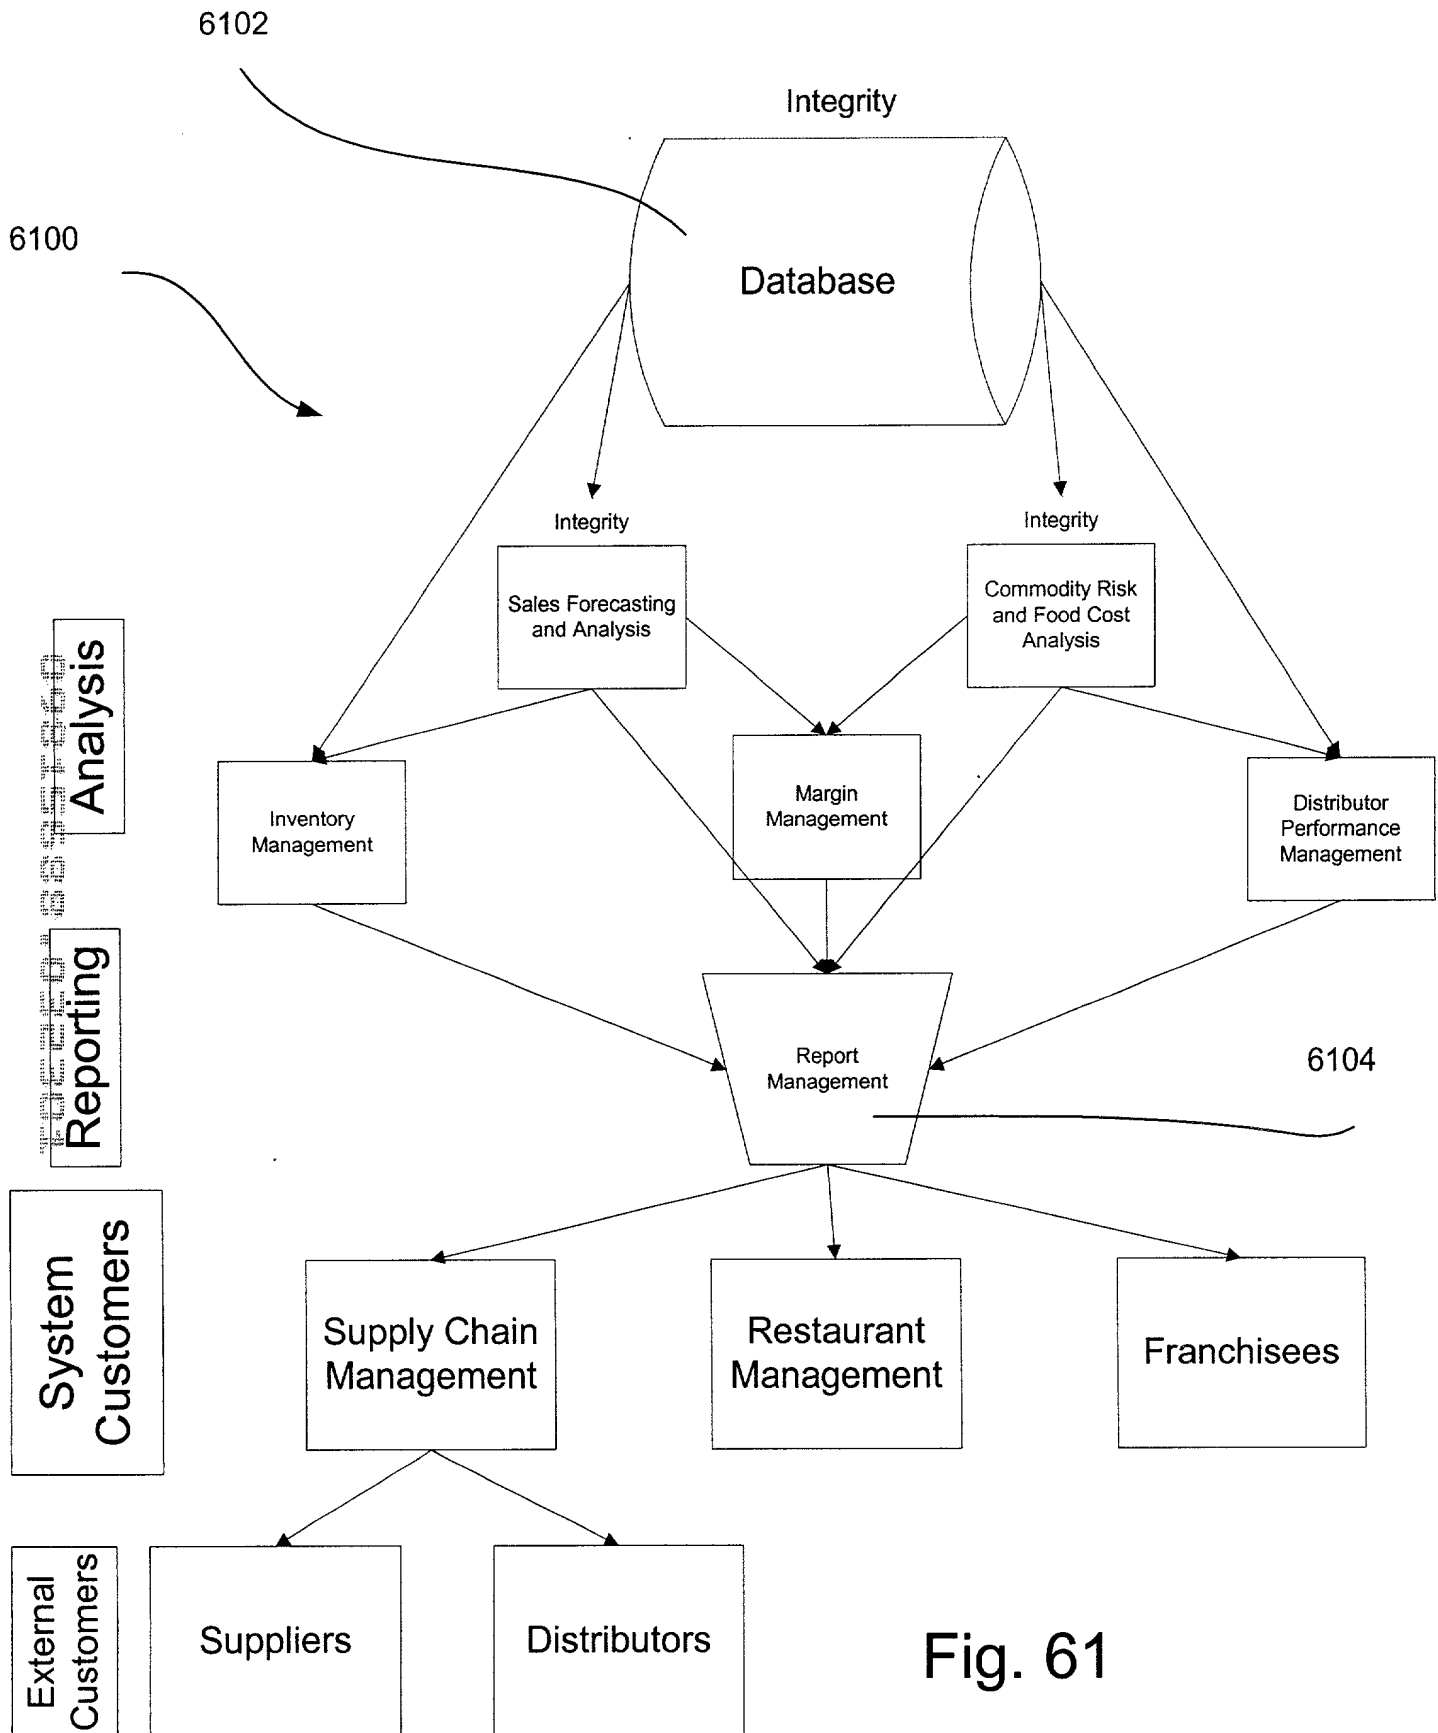 6102
Integrity
6100
Database
Integrity
Integrity
Sales Forecasting
and Analysis
Commodity Risk
and Food Cost
Analysis
Analysis
Inventory
Management
Margin
Management
Distributor
Performance
Management
Reporting
Report
Management
6104
System
Customers
Supply Chain
Management
Restaurant
Management
Franchisees
External
Customers
Suppliers
Distributors
Fig. 61